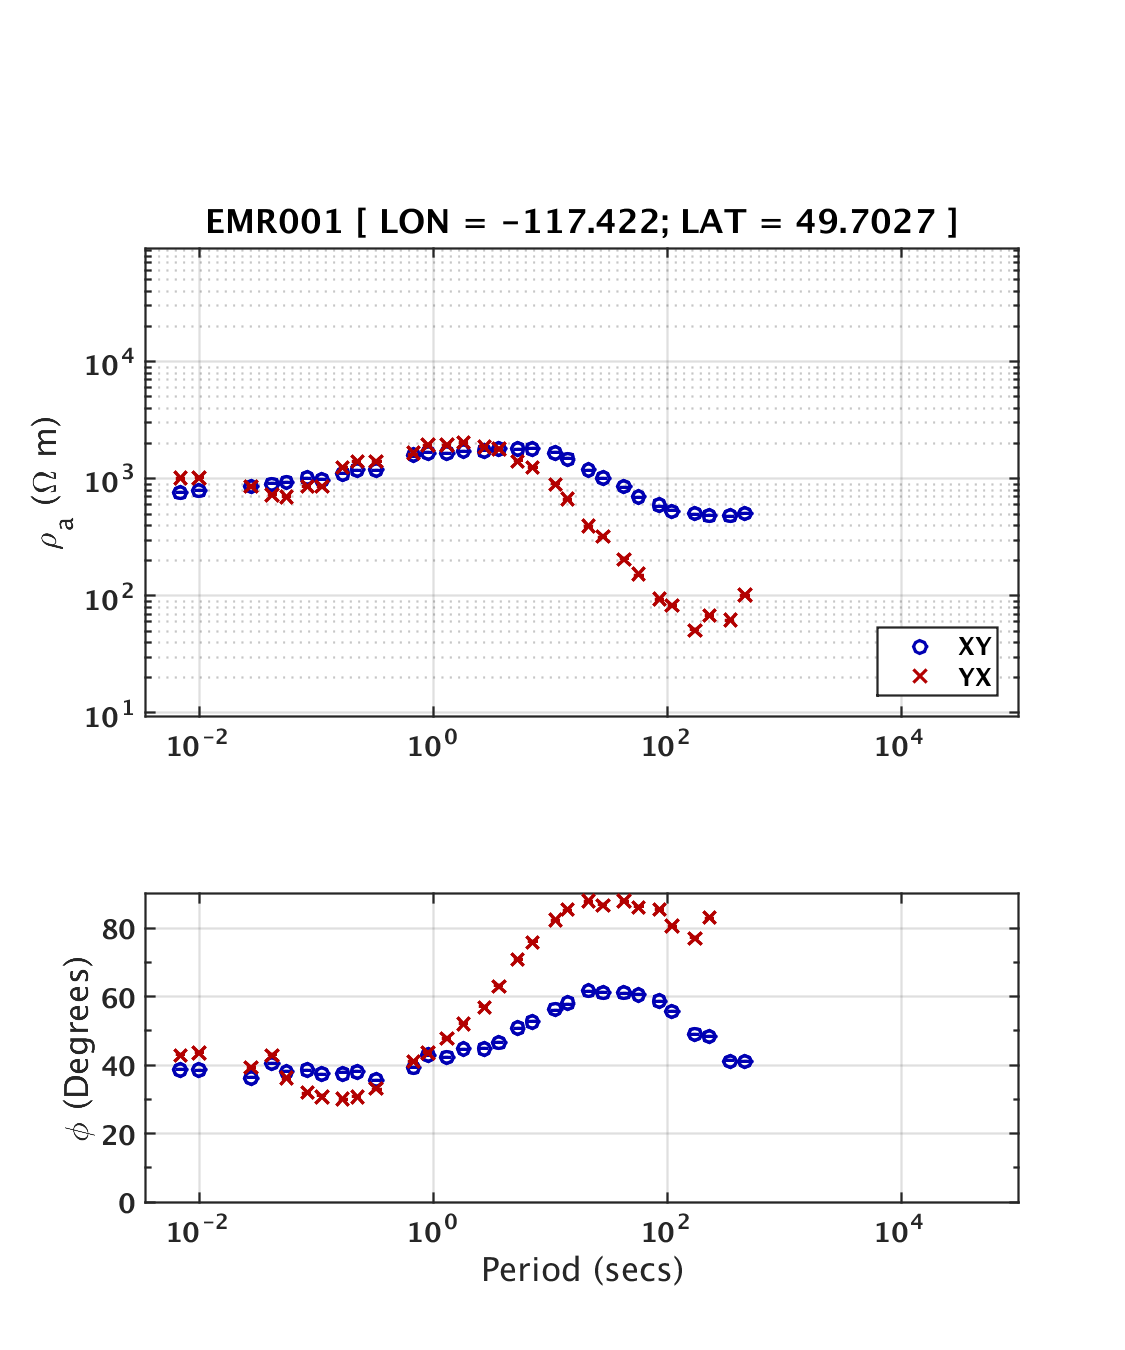 EMR001 [ LON = -117.422; LAT = 49.7027 ]
ρa (Ω m)
10^4
10^3
10^2
10^1
10^-2 10^0 10^2 10^4
XY
YX
ϕ (Degrees)
80
60
40
20
0
10^-2 10^0 10^2 10^4
Period (secs)